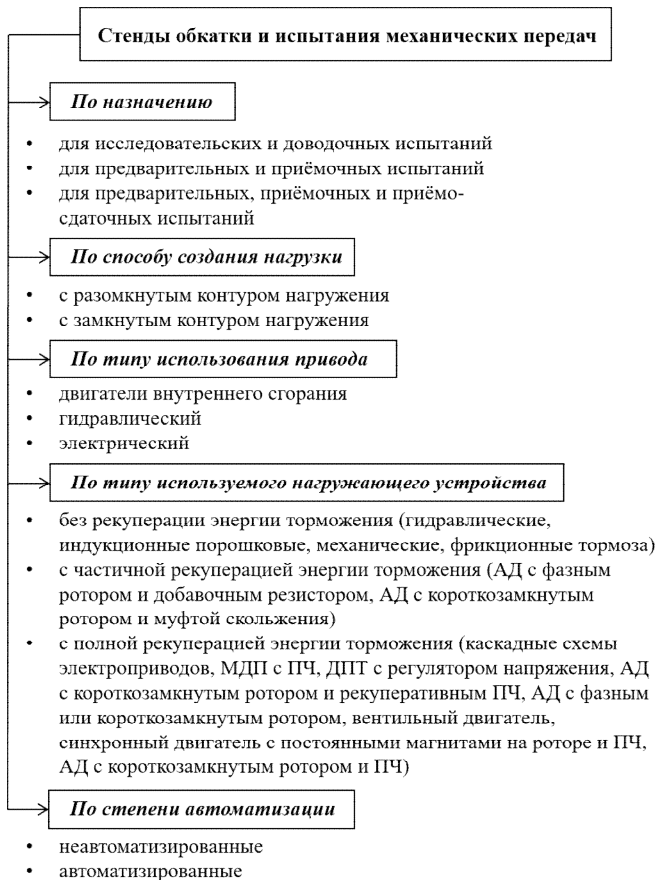 Стенды обкатки и испытания механических передач
По назначению
• для исследовательских и доводочных испытаний
• для предварительных и приёмочных испытаний
• для предварительных, приёмочных и приёмо-
сдаточных испытаний
По способу создания нагрузки
• с разомкнутым контуром нагружения
• с замкнутым контуром нагружения
По типу использования привода
• двигатели внутреннего сгорания
• гидравлический
• электрический
По типу используемого нагружающего устройства
• без рекуперации энергии торможения (гидравлические,
индукционные порошковые, механические, фрикционные тормоза)
• с частичной рекуперацией энергии торможения (АД с фазным
ротором и добавочным резистором, АД с короткозамкнутым
ротором и муфтой скольжения)
• с полной рекуперацией энергии торможения (каскадные схемы
электроприводов, МДП с ПЧ, ДПТ с регулятором напряжения, АД
с короткозамкнутым ротором и рекуперативным ПЧ, АД с фазным
или короткозамкнутым ротором, вентильный двигатель,
синхронный двигатель с постоянными магнитами на роторе и ПЧ,
АД с короткозамкнутым ротором и ПЧ)
По степени автоматизации
• неавтоматизированные
• автоматизированные